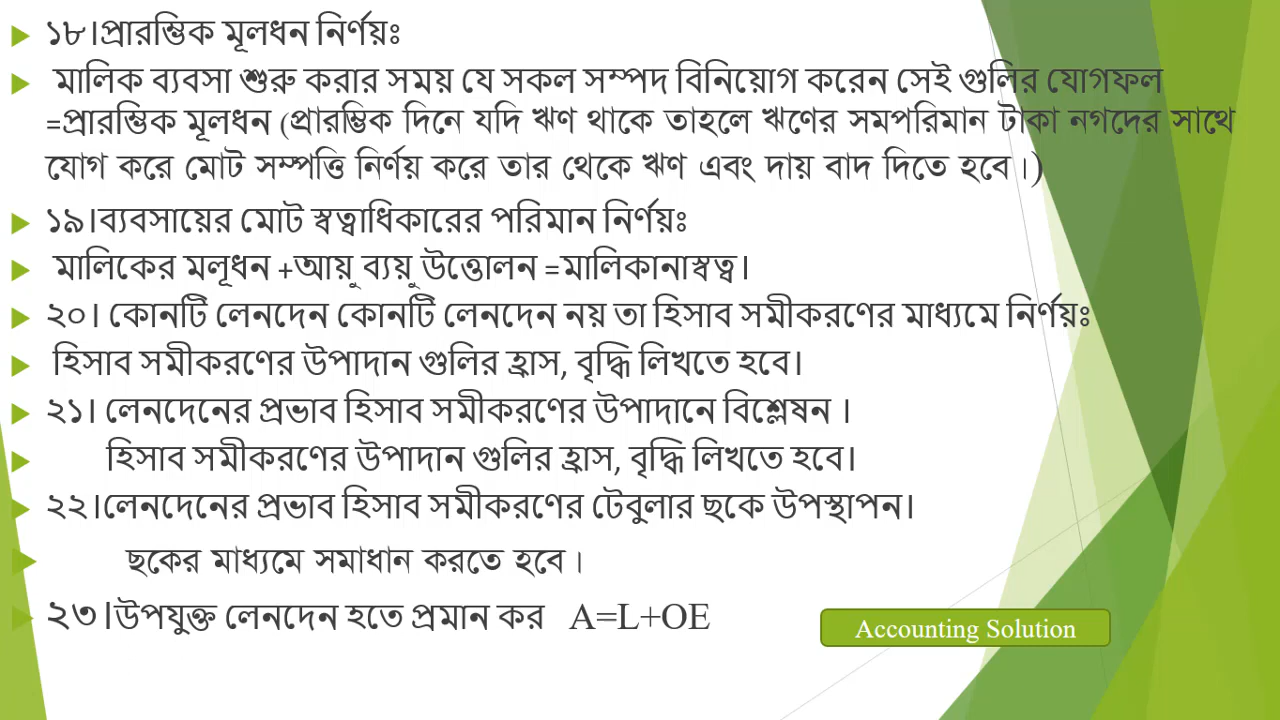 ১৮।প্রারম্ভিক মূলধন নির্ণয়ঃ
মালিক ব্যবসা শুরু করার সময় যে সকল সম্পদ বিনিয়োগ করেন সেই গুলির যোগফল
=প্রারম্ভিক মূলধন (প্রারম্ভিক দিনে যদি ঋণ থাকে তাহলে ঋণের সমপরিমান টাকা নগদের সাথে
যোগ করে মোট সম্পত্তি নির্ণয় করে তার থেকে ঋণ এবং দায় বাদ দিতে হবে।)
১৯।ব্যবসায়ের মোট স্বত্বাধিকারের পরিমান নির্ণয়ঃ
মালিকের মলূধন +আয়ু ব্যয়ু উত্তোলন =মালিকানাস্বত্ব।
২০। কোনটি লেনদেন কোনটি লেনদেন নয় তা হিসাব সমীকরণের মাধ্যমে নির্ণয়ঃ
হিসাব সমীকরণের উপাদান গুলির হ্রাস, বৃদ্ধি লিখতে হবে।
২১। লেনদেনের প্রভাব হিসাব সমীকরণের উপাদানে বিশ্লেষন।
হিসাব সমীকরণের উপাদান গুলির হ্রাস, বৃদ্ধি লিখতে হবে।
২২।লেনদেনের প্রভাব হিসাব সমীকরণের টেবুলার ছকে উপস্থাপন।
ছকের মাধ্যমে সমাধান করতে হবে।
২৩।উপযুক্ত লেনদেন হতে প্রমান কর A=L+OE
Accounting Solution